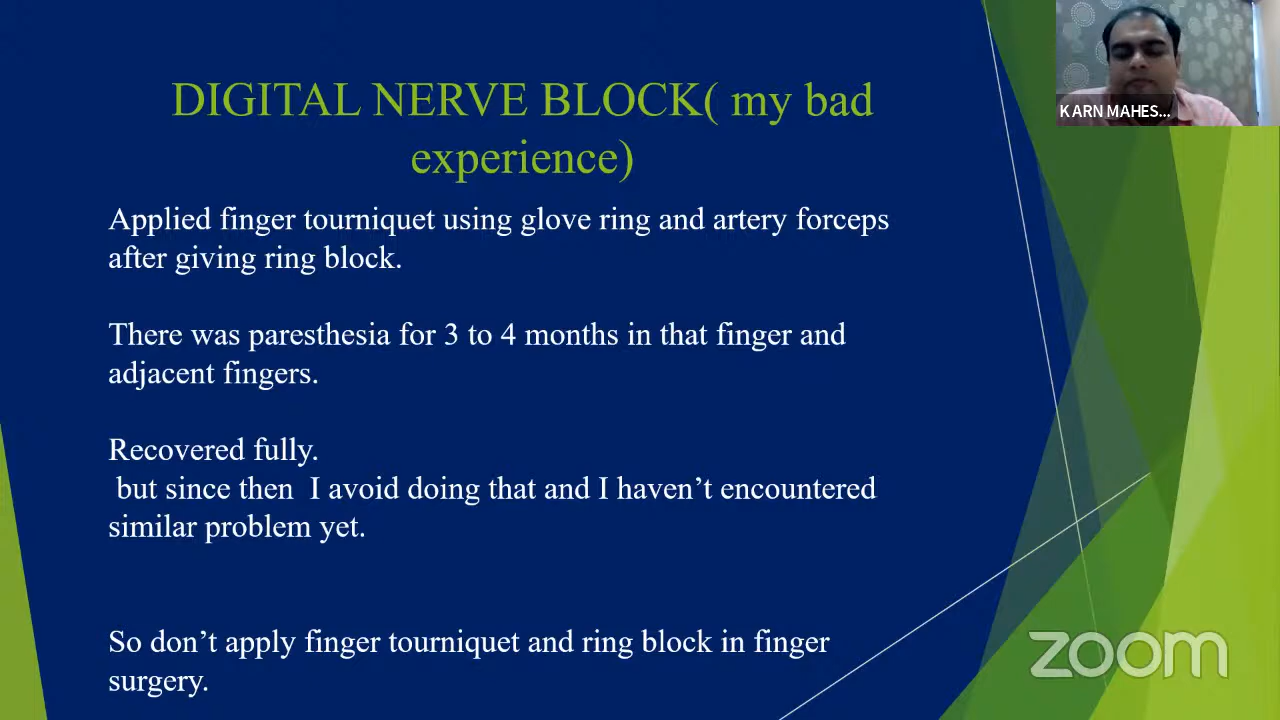 DIGITAL NERVE BLOCK( my bad
experience)
KARN MAHES...
Applied finger tourniquet using glove ring and artery forceps
after giving ring block.
There was paresthesia for 3 to 4 months in that finger and
adjacent fingers.
Recovered fully.
but since then I avoid doing that and I haven’t encountered
similar problem yet.
So don’t apply finger tourniquet and ring block in finger
surgery.
zoom